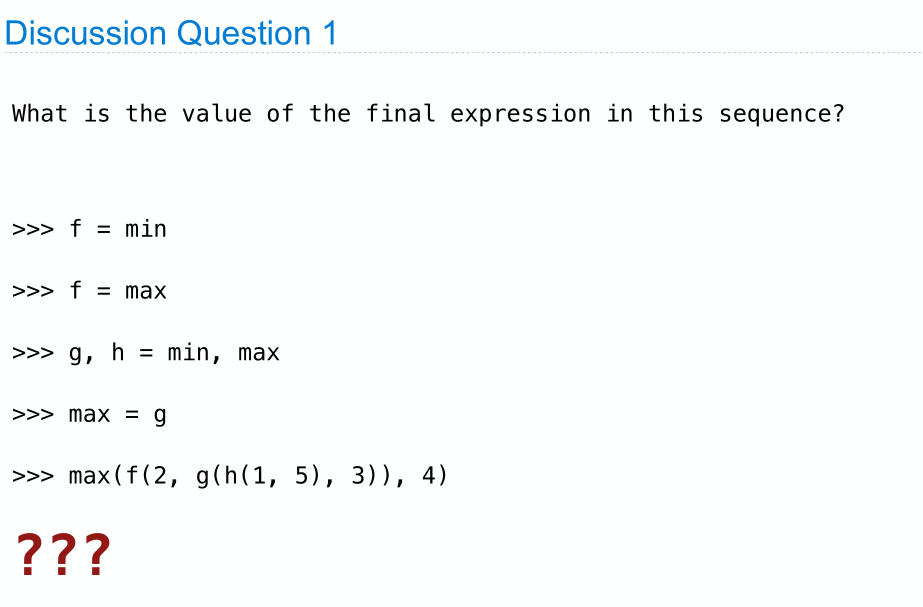 Discussion Question 1
What is the value of the final expression in this sequence?
>>> f = min
>>> f = max
>>> g, h = min, max
>>> max = g
>>> max(f(2, g(h(1, 5), 3)), 4)
???